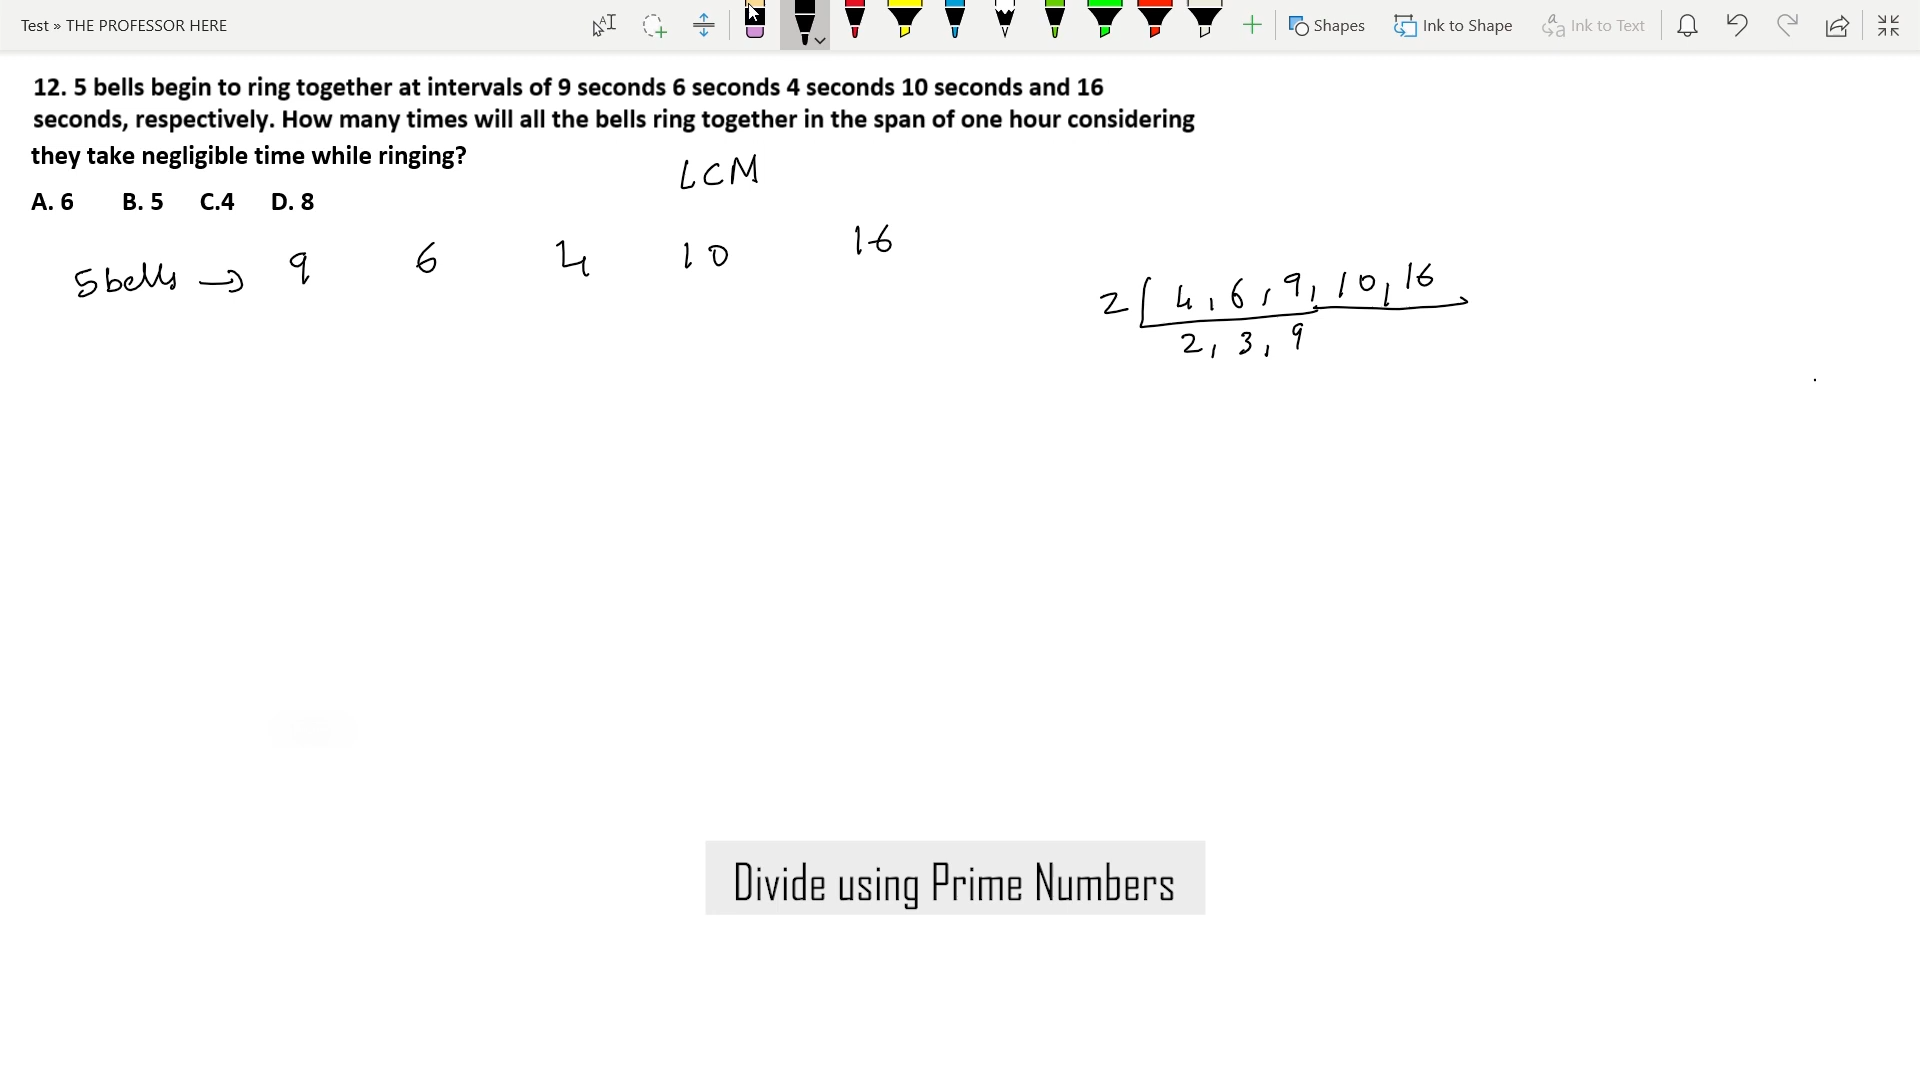 Test » THE PROFESSOR HERE
Shapes
Ink to Shape
Ink to Text
12. 5 bells begin to ring together at intervals of 9 seconds 6 seconds 4 seconds 10 seconds and 16
seconds, respectively. How many times will all the bells ring together in the span of one hour considering
they take negligible time while ringing?
LCM
A. 6 B. 5 C.4 D. 8
5 bells → 9 6 4 10 16
2 4, 6, 9, 10, 16
2, 3, 9
Divide using Prime Numbers